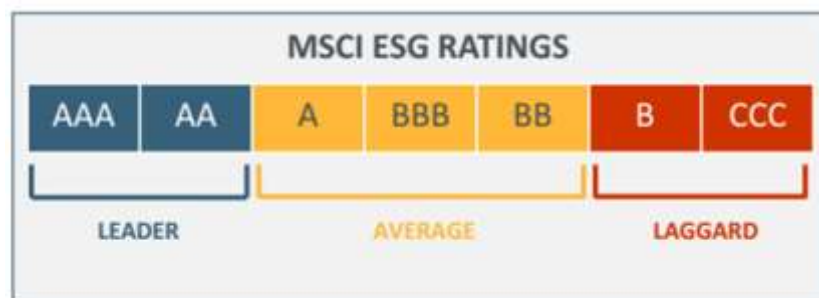 MSCI ESG RATINGS
AAA AA A BBB BB B CCC
LEADER AVERAGE LAGGARD